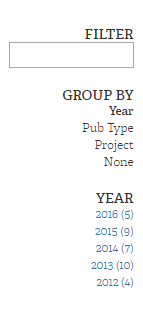 FILTER
GROUP BY
Year
Pub Type
Project
None
YEAR
2016 (5)
2015 (9)
2014 (7)
2013 (10)
2012 (4)